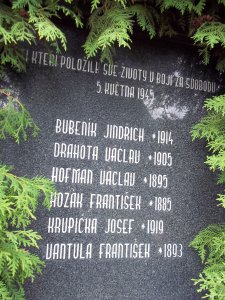 I KTEŘÍ POLOŽILI SVÉ ŽIVOTY V BOJI ZA SVOBODU
5. KVĚTNA 1945
BUBENÍK JINDŘICH *1914
DRAHOTA VÁCLAV *1905
HOFMAN VÁCLAV *1895
KOZÁK FRANTIŠEK *1885
KRUPIČKA JOSEF *1919
VANTULA FRANTIŠEK *1893